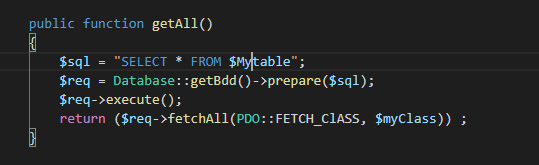 public function getAll()
{
$sql = "SELECT * FROM $Mytable";
$req = Database::getBdd()->prepare($sql);
$req->execute();
return ($req->fetchAll(PDO::FETCH_ClASS, $myClass)) ;
}